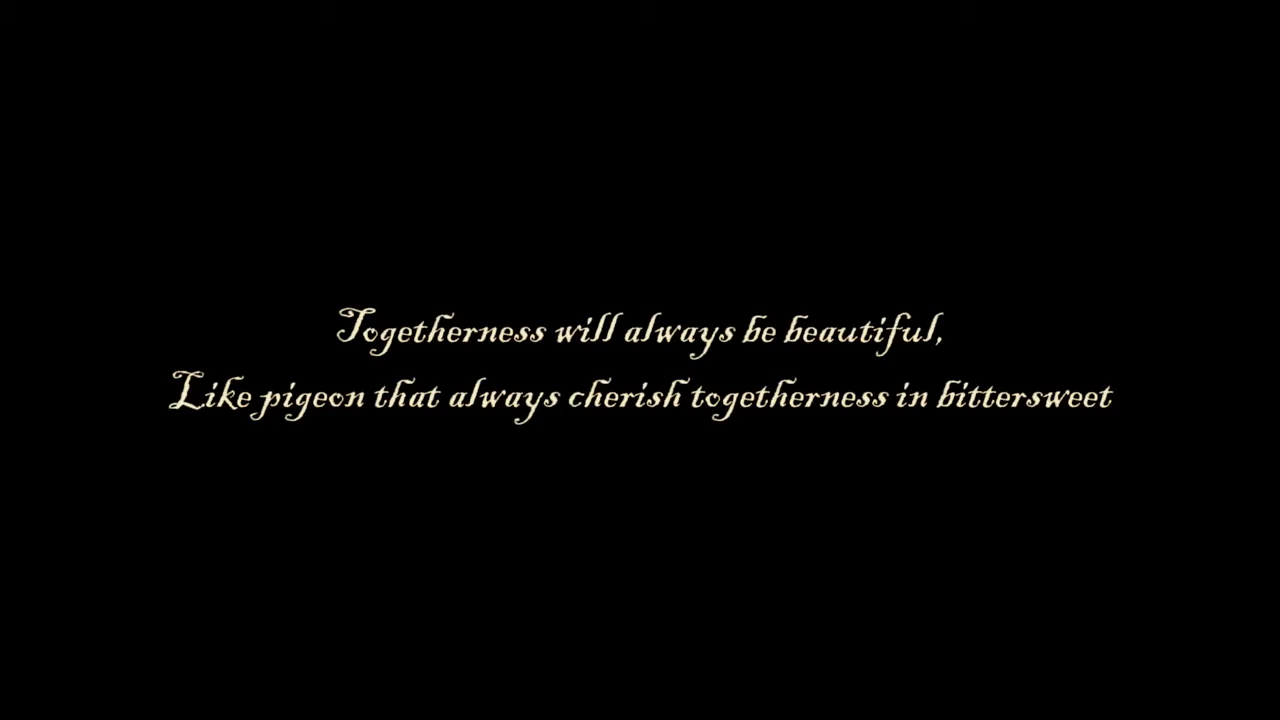 Togetherness will always be beautiful,
Like pigeon that always cherish togetherness in bittersweet